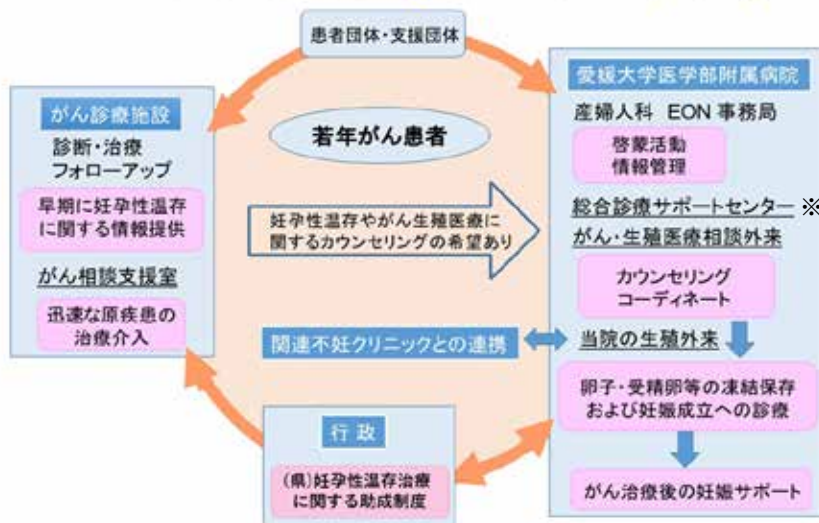 患者団体・支援団体
がん診療施設
診断・治療
フォローアップ
早期に妊孕性温存
に関する情報提供
がん相談支援室
迅速な原疾患の
治療介入
若年がん患者
妊孕性温存やがん生殖医療に
関するカウンセリングの希望あり
関連不妊クリニックとの連携
行政
(県)妊孕性温存治療
に関する助成制度
愛媛大学医学部附属病院
産婦人科 EON 事務局
啓蒙活動
情報管理
総合診療サポートセンター ※
がん・生殖医療相談外来
カウンセリング
コーディネート
当院の生殖外来
卵子・受精卵等の凍結保存
および妊娠成立への診療
がん治療後の妊娠サポート